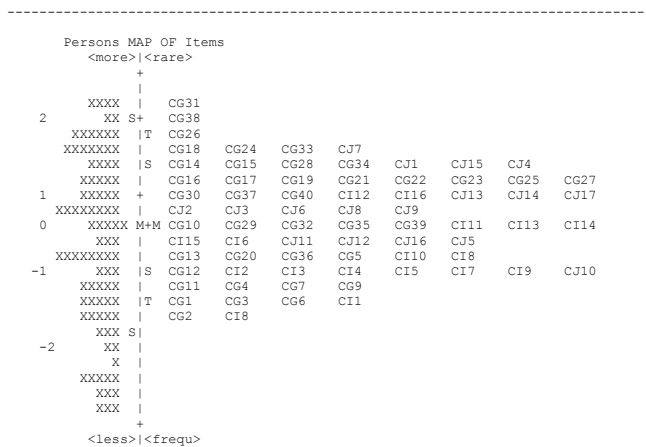 --------------------------------------------------------------------------------
Persons MAP OF Items
<more>|<rare>
+
|
XXXX | CG31
2 XX S+ CG38
XXXXXX |T CG26
XXXXXXX | CG18 CG24 CG33 CJ7
XXXX |S CG14 CG15 CG28 CG34 CJ1 CJ15 CJ4
XXXXX | CG16 CG17 CG19 CG21 CG22 CG23 CG25 CG27
1 XXXXX + CG30 CG37 CG40 CI12 CI16 CJ13 CJ14 CJ17
XXXXXXXX | CJ2 CJ3 CJ6 CJ8 CJ9
0 XXXXX M+M CG10 CG29 CG32 CG35 CG39 CI11 CI13 CI14
XXX | CI15 CI6 CJ11 CJ12 CJ16 CJ5
XXXXXXXX | CG13 CG20 CG36 CG5 CI10 CI8
-1 XXX |S CG12 CI2 CI3 CI4 CI5 CI7 CI9 CJ10
XXXXX | CG11 CG4 CG7 CG9
XXXXX |T CG1 CG3 CG6 CI1
XXXXX | CG2 CI8
XXX S|
-2 XX |
X |
XXXXX |
XXX |
XXX |
+
<less>|<frequ>